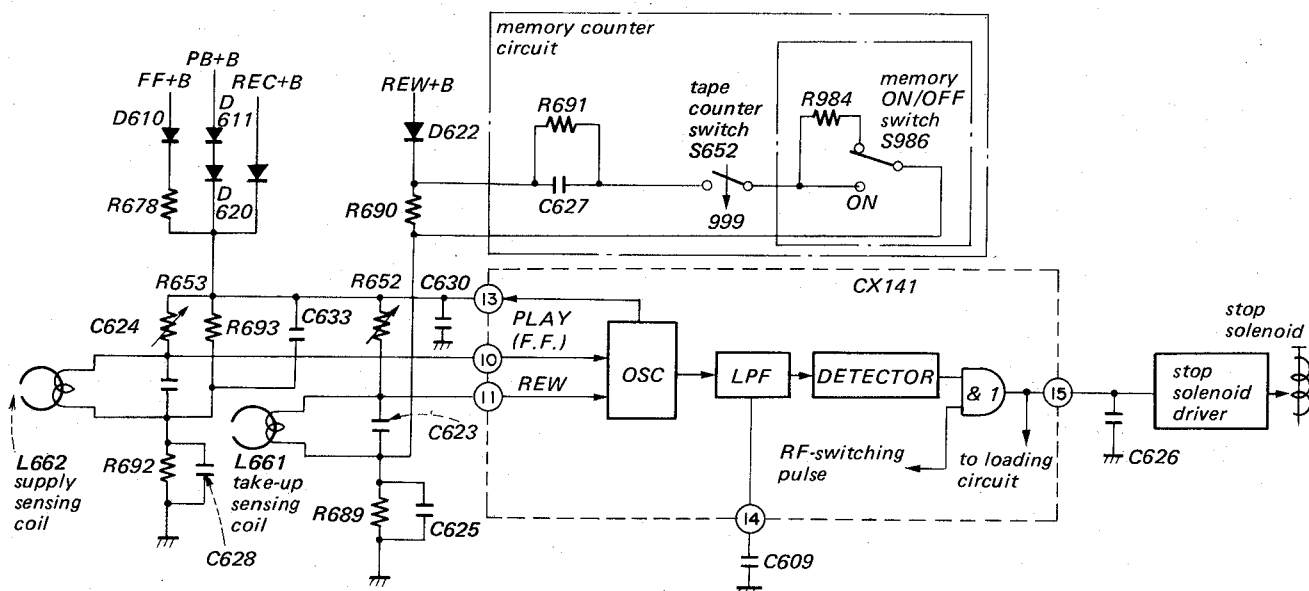 memory counter
circuit
PB+B
FF+B
REC+B
REW+B
D610
D
611
D622
R691
tape
counter
switch
S652
R984
memory
ON/OFF
switch
S986
D
620
R678
R690
C627
999
ON
R653
R652
C630
C624
R693
C633
13
CX141
PLAY
(F.F.)
10
OSC
LPF
DETECTOR
& 1
15
stop
solenoid
stop
solenoid
driver
REW
11
C623
RF-switching
pulse
to loading
circuit
C626
L662
supply
sensing
coil
R692
L661
take-up
sensing
coil
R689
C625
C628
14
C609